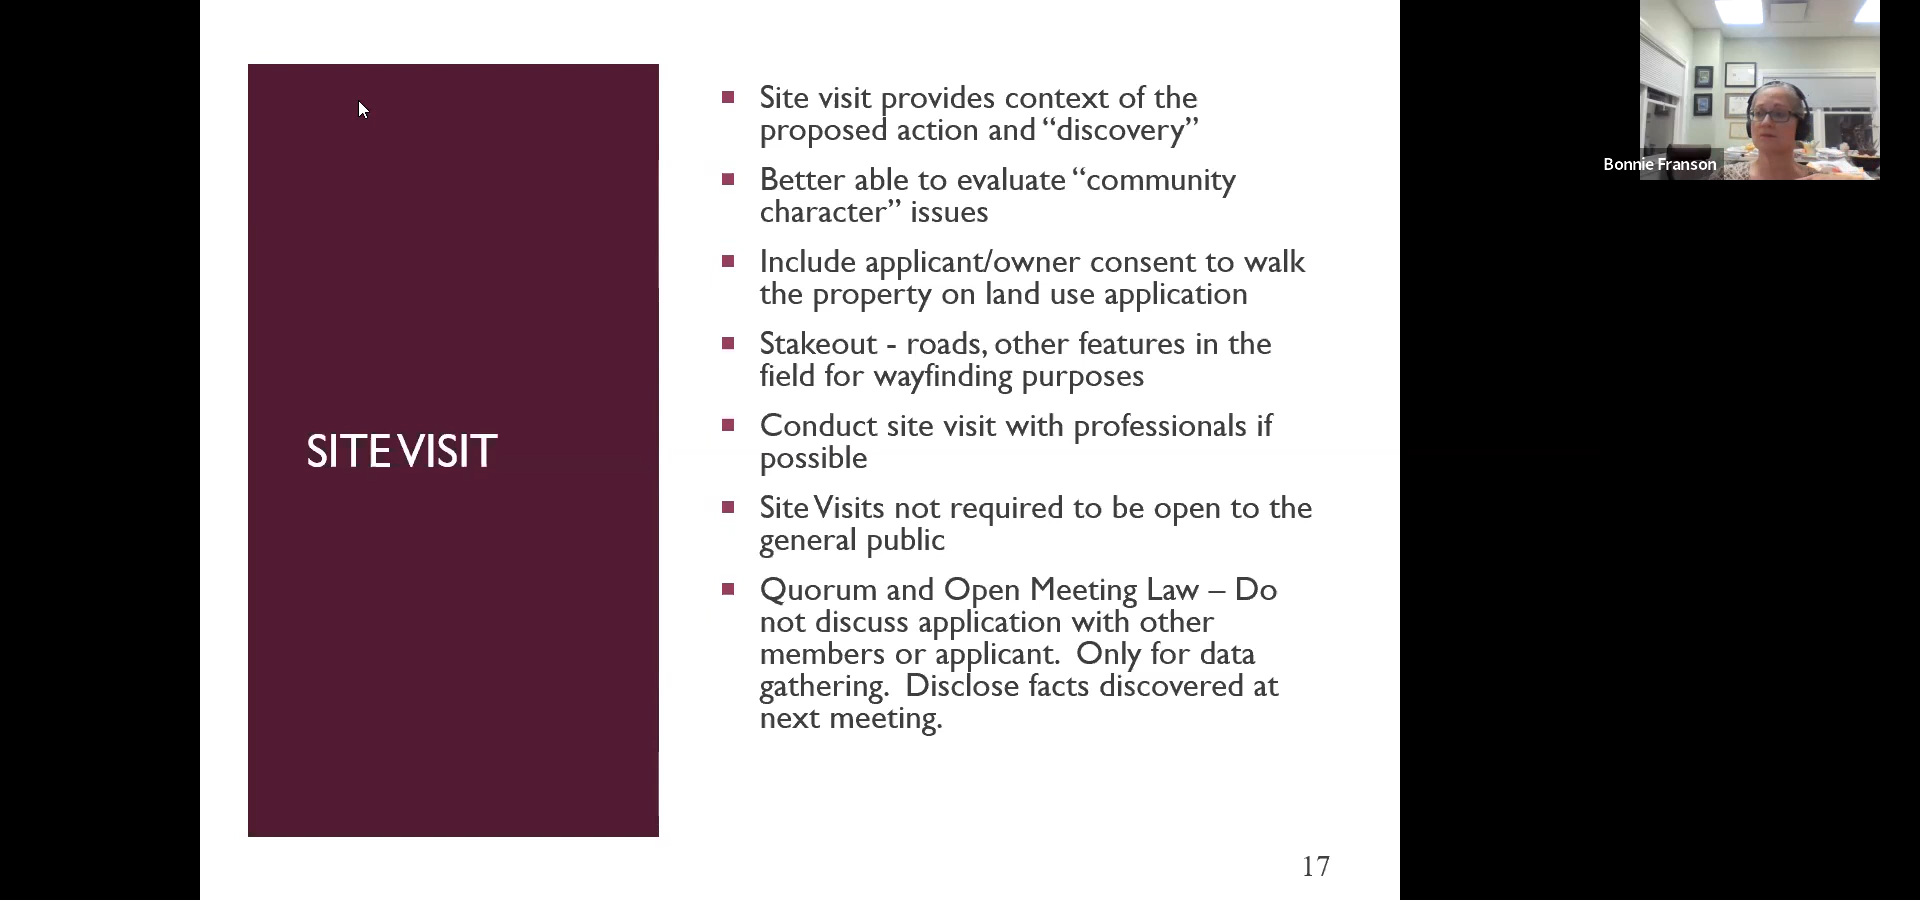 SITE VISIT
Site visit provides context of the
proposed action and “discovery”
Better able to evaluate “community
character” issues
Include applicant/owner consent to walk
the property on land use application
Stakeout - roads, other features in the
field for wayfinding purposes
Conduct site visit with professionals if
possible
Site Visits not required to be open to the
general public
Quorum and Open Meeting Law – Do
not discuss application with other
members or applicant.  Only for data
gathering.  Disclose facts discovered at
next meeting.
17
Bonnie Franson